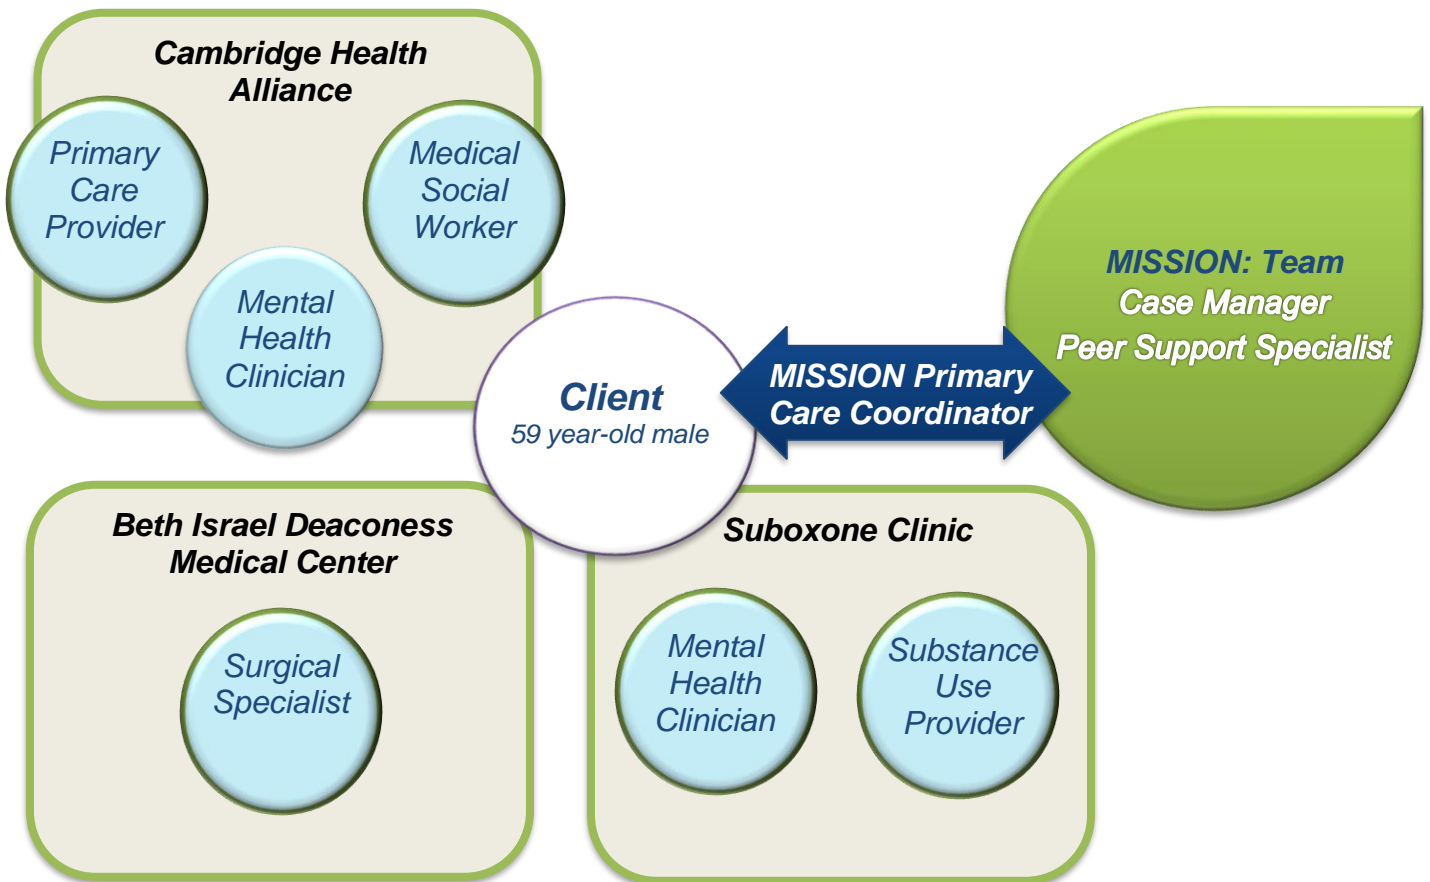 Cambridge Health
Alliance
Primary
Care
Provider
Medical
Social
Worker
Mental
Health
Clinician
Client
59 year-old male
MISSION Primary
Care Coordinator
MISSION: Team
Case Manager
Peer Support Specialist
Beth Israel Deaconess
Medical Center
Surgical
Specialist
Suboxone Clinic
Mental
Health
Clinician
Substance
Use
Provider